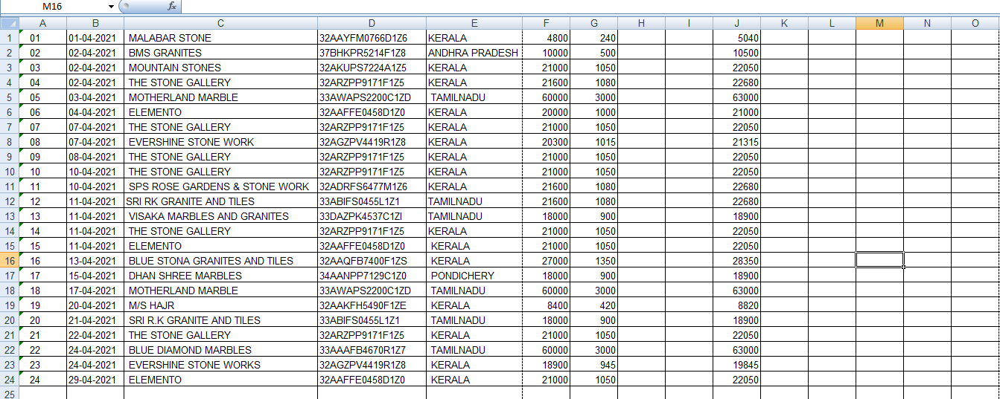 M16 fx
A B C D E F G H I J K L M N O
1 01 01-04-2021 MALABAR STONE 32AAYFM0766D1Z6 KERALA 4800 240 5040
2 02 02-04-2021 BMS GRANITES 37BHKPR5214F1Z8 ANDHRA PRADESH 10000 500 10500
3 03 02-04-2021 MOUNTAIN STONES 32AKUPS7224A1Z5 KERALA 21000 1050 22050
4 04 02-04-2021 THE STONE GALLERY 32ARZPP9171F1Z5 KERALA 21600 1080 22680
5 05 03-04-2021 MOTHERLAND MARBLE 33AWAPS2200C1ZD TAMILNADU 60000 3000 63000
6 06 04-04-2021 ELEMENTO 32AAFFE0458D1Z0 KERALA 20000 1000 21000
7 07 07-04-2021 THE STONE GALLERY 32ARZPP9171F1Z5 KERALA 21000 1050 22050
8 08 07-04-2021 EVERSHINE STONE WORK 32AGZPV4419R1Z8 KERALA 20300 1015 21315
9 09 08-04-2021 THE STONE GALLERY 32ARZPP9171F1Z5 KERALA 21000 1050 22050
10 10 10-04-2021 THE STONE GALLERY 32ARZPP9171F1Z5 KERALA 21000 1050 22050
11 11 10-04-2021 SPS ROSE GARDENS & STONE WORK 32ADRFS6477M1Z6 KERALA 21600 1080 22680
12 12 11-04-2021 SRI RK GRANITE AND TILES 33ABIFS0455L1Z1 TAMILNADU 21600 1080 22680
13 13 11-04-2021 VISAKA MARBLES AND GRANITES 33DAZPK4537C1ZI TAMILNADU 18000 900 18900
14 14 11-04-2021 THE STONE GALLERY 32ARZPP9171F1Z5 KERALA 21000 1050 22050
15 15 11-04-2021 ELEMENTO 32AAFFE0458D1Z0 KERALA 21000 1050 22050
16 16 13-04-2021 BLUE STONA GRANITES AND TILES 32AAQFB7400F1ZS KERALA 27000 1350 28350
17 17 15-04-2021 DHAN SHREE MARBLES 34AANPP7129C1Z0 PONDICHERY 18000 900 18900
18 18 17-04-2021 MOTHERLAND MARBLE 33AWAPS2200C1ZD TAMILNADU 60000 3000 63000
19 19 20-04-2021 M/S HAJR 32AAKFH5490F1ZE KERALA 8400 420 8820
20 20 21-04-2021 SRI R.K GRANITE AND TILES 33ABIFS0455L1Z1 TAMILNADU 18000 900 18900
21 21 22-04-2021 THE STONE GALLERY 32ARZPP9171F1Z5 KERALA 21000 1050 22050
22 22 24-04-2021 BLUE DIAMOND MARBLES 33AAAFB4670R1Z7 TAMILNADU 60000 3000 63000
23 23 24-04-2021 EVERSHINE STONE WORKS 32AGZPV4419R1Z8 KERALA 18900 945 19845
24 24 29-04-2021 ELEMENTO 32AAFFE0458D1Z0 KERALA 21000 1050 22050
25